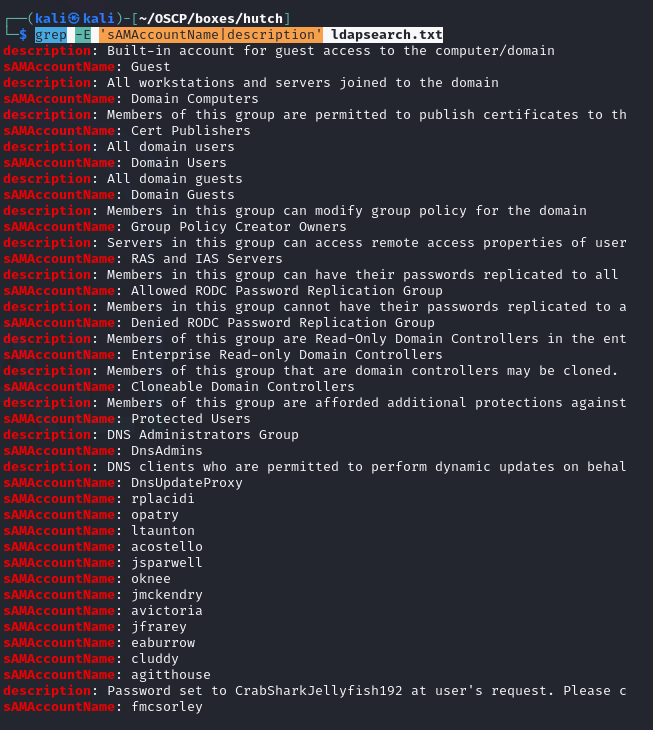 ┌──(kali㉿kali)-[~/OSCP/boxes/hutch]
└─$ grep -E 'sAMAccountName|description' ldapsearch.txt
description: Built-in account for guest access to the computer/domain
sAMAccountName: Guest
description: All workstations and servers joined to the domain
sAMAccountName: Domain Computers
description: Members of this group are permitted to publish certificates to th
sAMAccountName: Cert Publishers
description: All domain users
sAMAccountName: Domain Users
description: All domain guests
sAMAccountName: Domain Guests
description: Members in this group can modify group policy for the domain
sAMAccountName: Group Policy Creator Owners
description: Servers in this group can access remote access properties of user
sAMAccountName: RAS and IAS Servers
description: Members in this group can have their passwords replicated to all
sAMAccountName: Allowed RODC Password Replication Group
description: Members in this group cannot have their passwords replicated to a
sAMAccountName: Denied RODC Password Replication Group
description: Members of this group are Read-Only Domain Controllers in the ent
sAMAccountName: Enterprise Read-only Domain Controllers
description: Members of this group that are domain controllers may be cloned.
sAMAccountName: Cloneable Domain Controllers
description: Members of this group are afforded additional protections against
sAMAccountName: Protected Users
description: DNS Administrators Group
sAMAccountName: DnsAdmins
description: DNS clients who are permitted to perform dynamic updates on behal
sAMAccountName: DnsUpdateProxy
sAMAccountName: rplacidi
sAMAccountName: opatry
sAMAccountName: ltaunton
sAMAccountName: acostello
sAMAccountName: jsparwell
sAMAccountName: oknee
sAMAccountName: jmckendry
sAMAccountName: avictoria
sAMAccountName: jfrarey
sAMAccountName: eaburrow
sAMAccountName: cluddy
sAMAccountName: agitthouse
description: Password set to CrabSharkJellyfish192 at user's request. Please c
sAMAccountName: fmcsorley